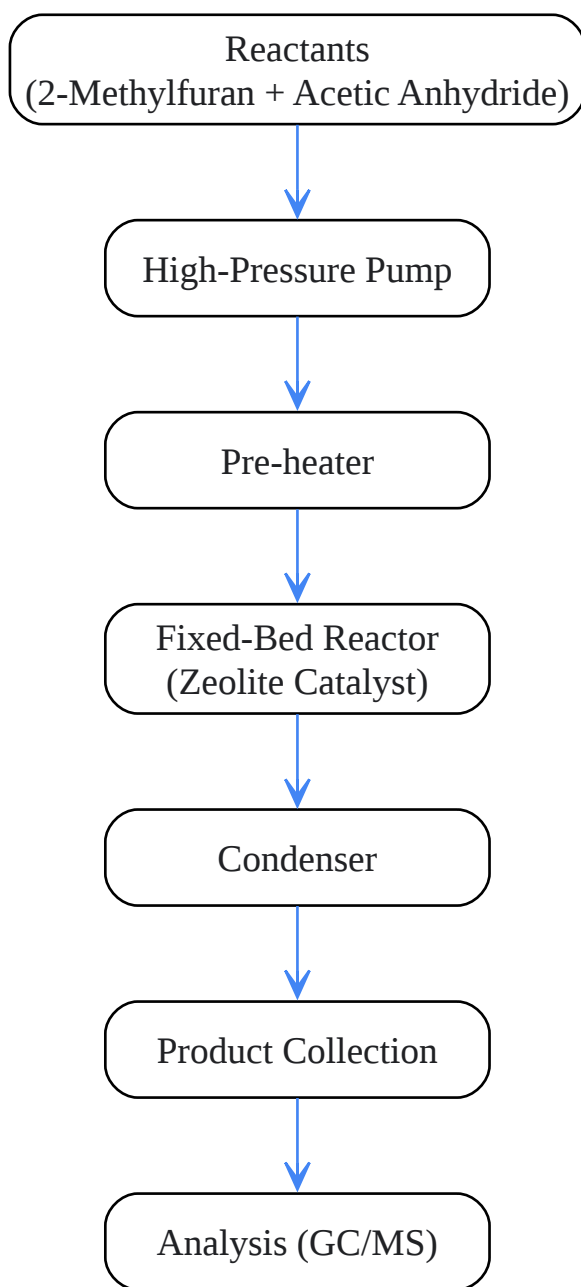 Reactants
(2-Methylfuran + Acetic Anhydride)
High-Pressure Pump
Pre-heater
Fixed-Bed Reactor
(Zeolite Catalyst)
Condenser
Product Collection
Analysis (GC/MS)